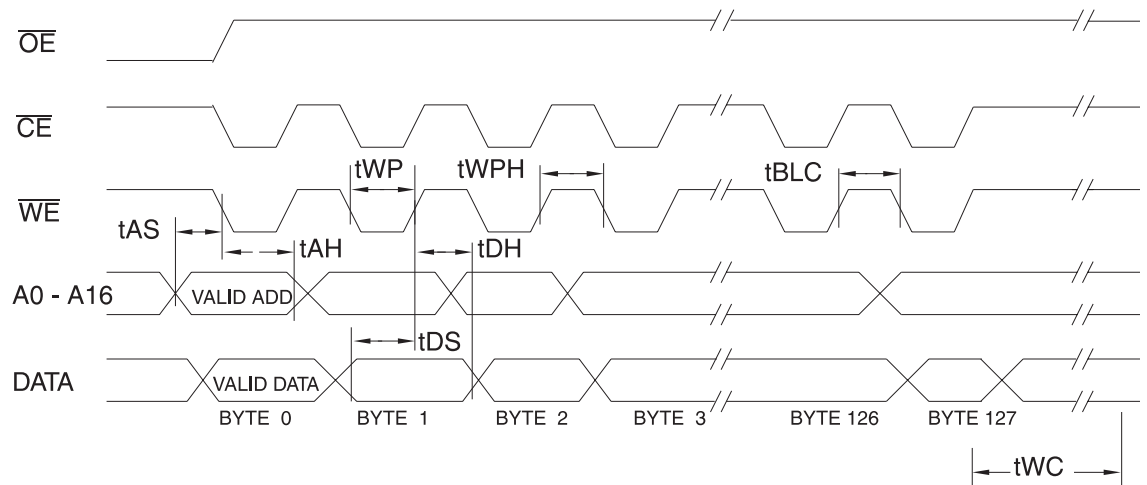 OE
CE
tWP tWPH tBLC
WE
tAS
tAH tDH
A0 - A16 VALID ADD
tDS
DATA VALID DATA
BYTE 0 BYTE 1 BYTE 2 BYTE 3 BYTE 126 BYTE 127
tWC